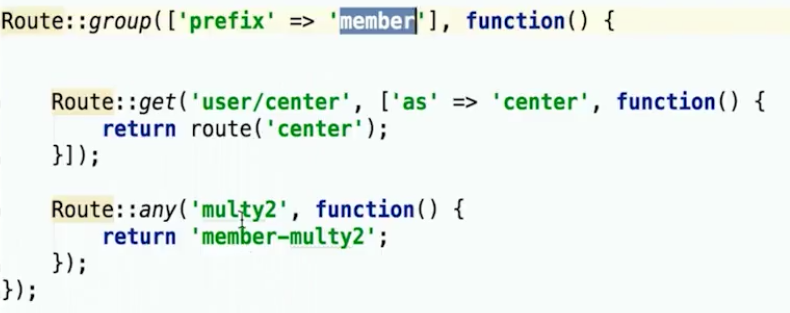 Route::group(['prefix' => 'member'], function() {
Route::get('user/center', ['as' => 'center', function() {
return route('center');
}]);
Route::any('multy2', function() {
return 'member-multy2';
});
});